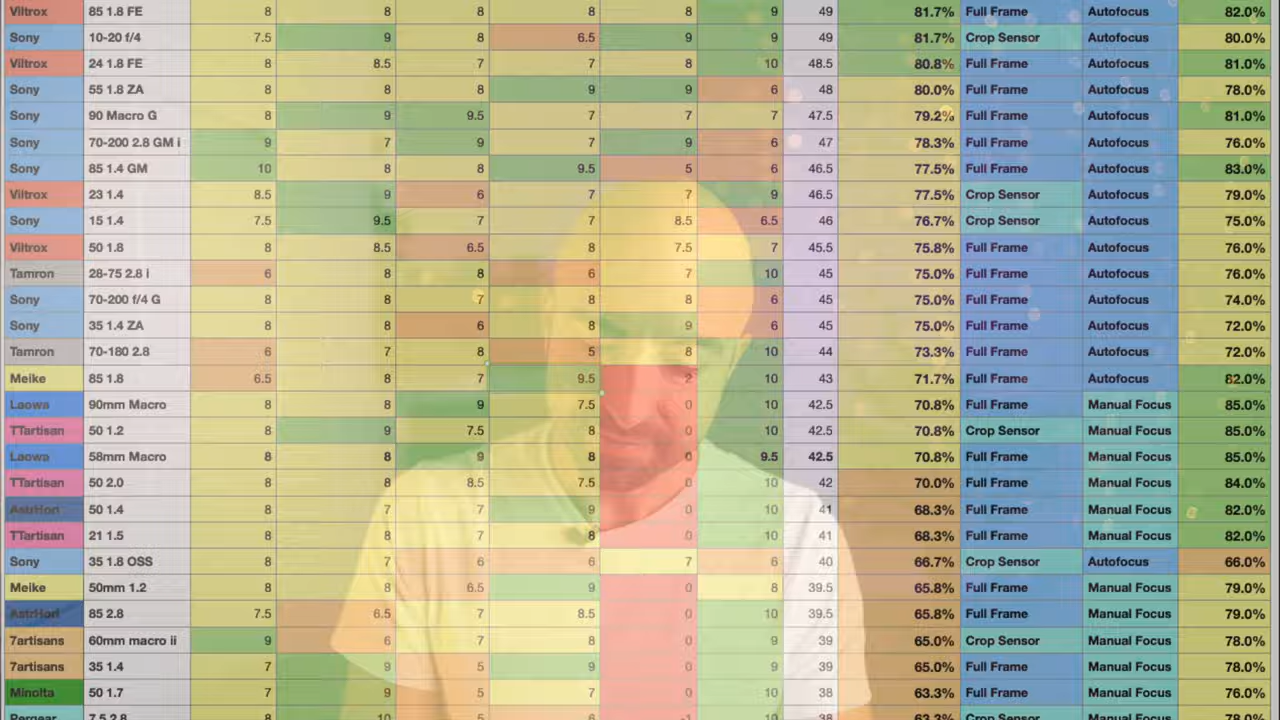 Viltrox 85 1.8 FE 8 8 8 8 8 9 49 81.7% Full Frame Autofocus 82.0%
Sony 10-20 f/4 7.5 9 8 6.5 9 9 49 81.7% Crop Sensor Autofocus 80.0%
Viltrox 24 1.8 FE 8 8.5 7 7 8 10 48.5 80.8% Full Frame Autofocus 81.0%
Sony 55 1.8 ZA 8 8 8 9 9 6 48 80.0% Full Frame Autofocus 78.0%
Sony 90 Macro G 8 9 9.5 7 7 7 47.5 79.2% Full Frame Autofocus 81.0%
Sony 70-200 2.8 GM i 9 7 9 7 9 6 47 78.3% Full Frame Autofocus 76.0%
Sony 85 1.4 GM 10 8 8 9.5 5 6 46.5 77.5% Full Frame Autofocus 83.0%
Viltrox 23 1.4 8.5 9 6 7 7 9 46.5 77.5% Crop Sensor Autofocus 79.0%
Sony 15 1.4 7.5 9.5 7 7 8.5 6.5 46 76.7% Crop Sensor Autofocus 75.0%
Viltrox 50 1.8 8 8.5 6.5 8 7.5 7 45.5 75.8% Full Frame Autofocus 76.0%
Tamron 28-75 2.8 i 6 8 8 6 7 10 45 75.0% Full Frame Autofocus 76.0%
Sony 70-200 f/4 G 8 8 7 8 8 6 45 75.0% Full Frame Autofocus 74.0%
Sony 35 1.4 ZA 8 8 6 8 9 6 45 75.0% Full Frame Autofocus 72.0%
Tamron 70-180 2.8 6 7 8 5 8 10 44 73.3% Full Frame Autofocus 72.0%
Meike 85 1.8 6.5 8 7 9.5 2 10 43 71.7% Full Frame Autofocus 82.0%
Laowa 90mm Macro 8 8 9 7.5 0 10 42.5 70.8% Full Frame Manual Focus 85.0%
TTartisan 50 1.2 8 9 7.5 8 0 10 42.5 70.8% Crop Sensor Manual Focus 85.0%
Laowa 58mm Macro 8 8 9 8 0 9.5 42.5 70.8% Full Frame Manual Focus 85.0%
TTartisan 50 2.0 8 8 8.5 7.5 0 10 42 70.0% Full Frame Manual Focus 84.0%
AstrHori 50 1.4 8 7 7 9 0 10 41 68.3% Full Frame Manual Focus 82.0%
TTartisan 21 1.5 8 8 7 8 0 10 41 68.3% Full Frame Manual Focus 82.0%
Sony 35 1.8 OSS 8 7 6 6 7 6 40 66.7% Crop Sensor Autofocus 66.0%
Meike 50mm 1.2 8 8 6.5 9 0 8 39.5 65.8% Full Frame Manual Focus 79.0%
AstrHori 85 2.8 7.5 6.5 7 8.5 0 10 39.5 65.8% Full Frame Manual Focus 79.0%
7artisans 60mm macro ii 9 6 7 8 0 9 39 65.0% Crop Sensor Manual Focus 78.0%
7artisans 35 1.4 7 9 5 9 0 9 39 65.0% Full Frame Manual Focus 78.0%
Minolta 50 1.7 7 9 5 7 0 10 38 63.3% Full Frame Manual Focus 76.0%
Pergear 7.5 2.8 8 10 5 6 -1 10 38 63.3% Crop Sensor Manual Focus 78.0%